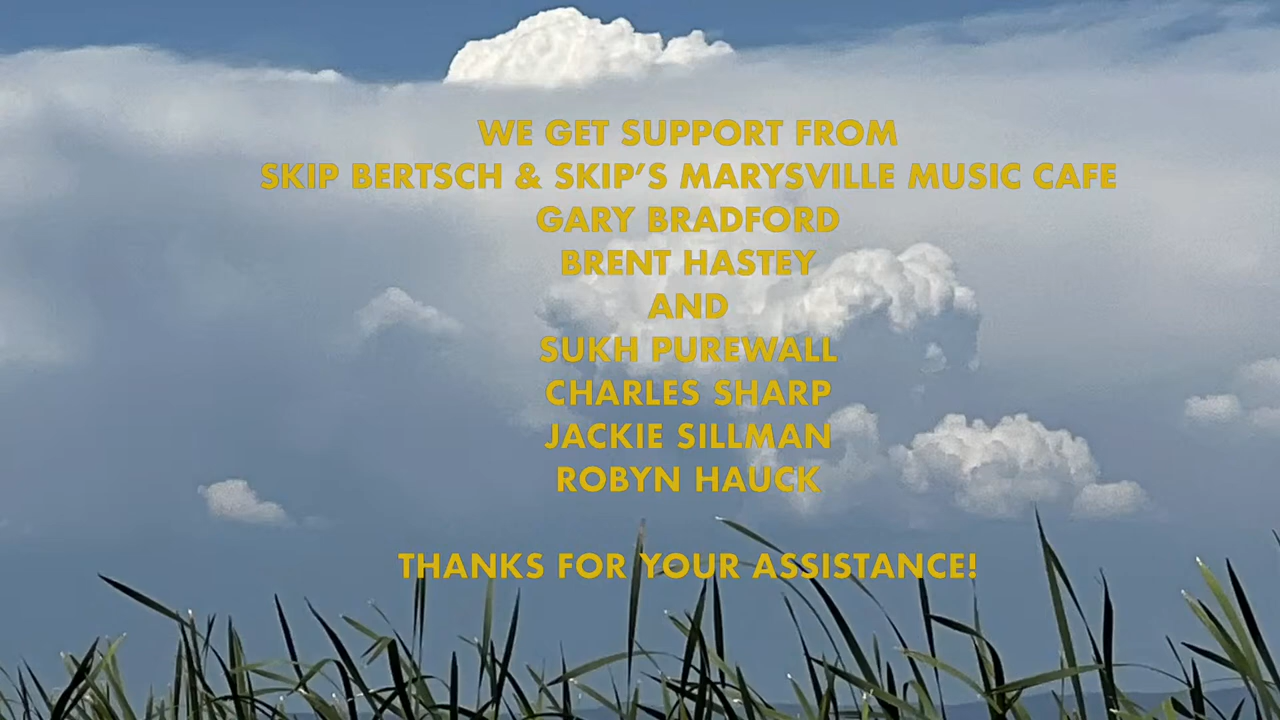 WE GET SUPPORT FROM
SKIP BERTSCH & SKIP’S MARYSVILLE MUSIC CAFE
GARY BRADFORD
BRENT HASTEY
AND
SUKH PUREWALL
CHARLES SHARP
JACKIE SILLMAN
ROBYN HAUCK
THANKS FOR YOUR ASSISTANCE!